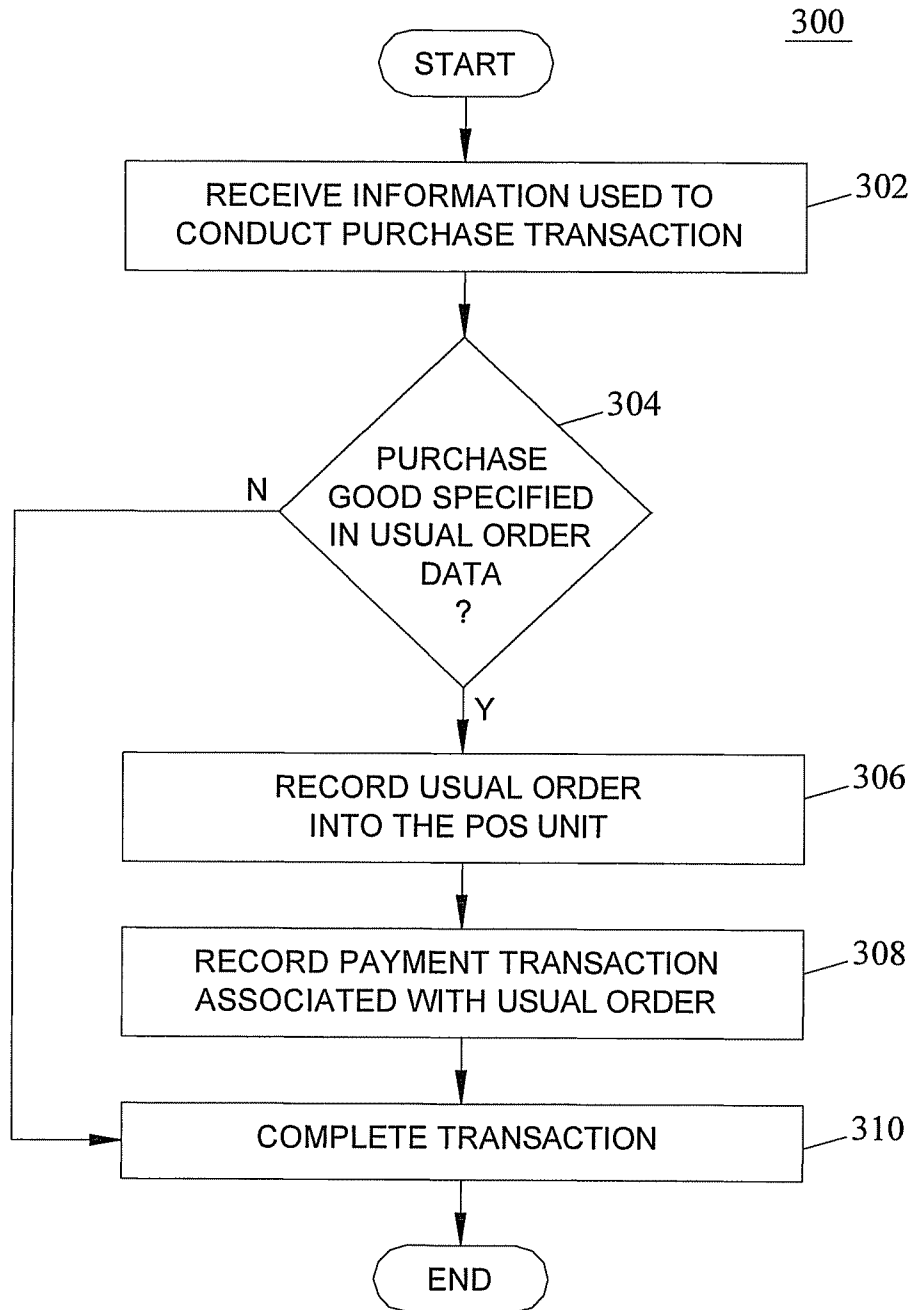 300
START
RECEIVE INFORMATION USED TO
CONDUCT PURCHASE TRANSACTION
302
304
PURCHASE
GOOD SPECIFIED
IN USUAL ORDER
DATA
?
N
Y
RECORD USUAL ORDER
INTO THE POS UNIT
306
RECORD PAYMENT TRANSACTION
ASSOCIATED WITH USUAL ORDER
308
COMPLETE TRANSACTION
310
END